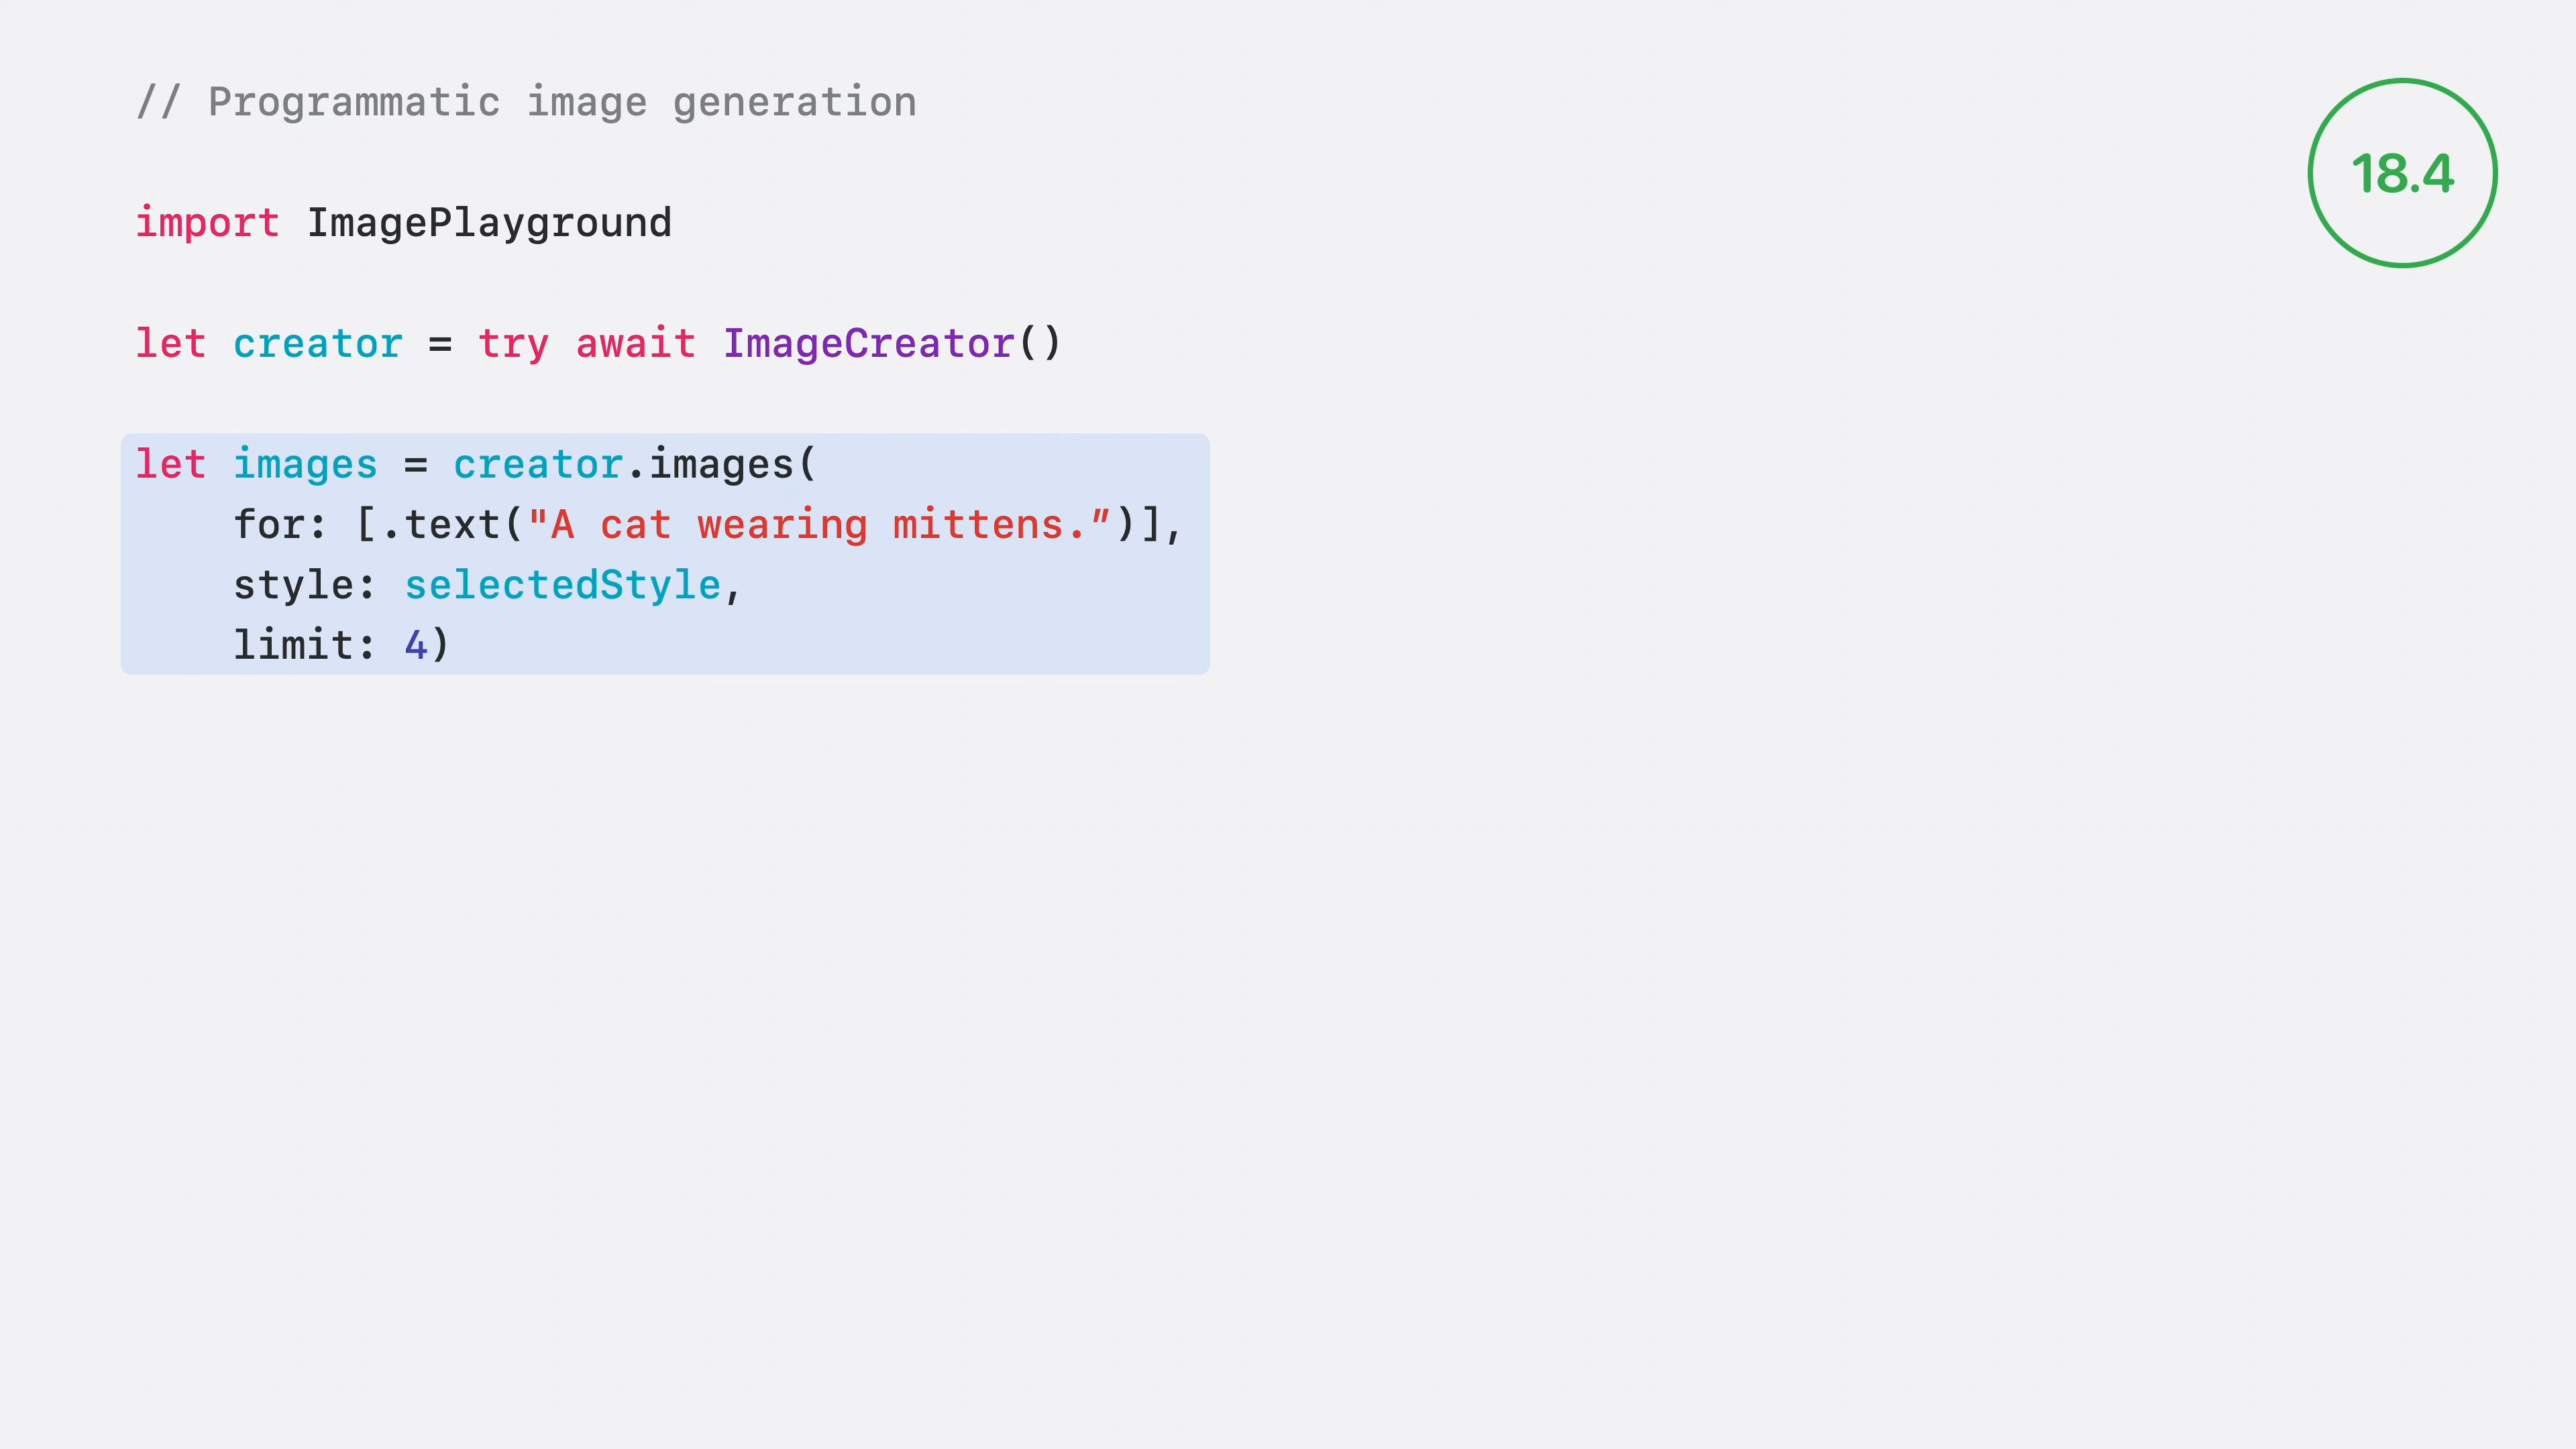 // Programmatic image generation
18.4
import ImagePlayground
let creator = try await ImageCreator()
let images = creator.images(
    for: [.text("A cat wearing mittens.”)],
    style: selectedStyle,
    limit: 4)